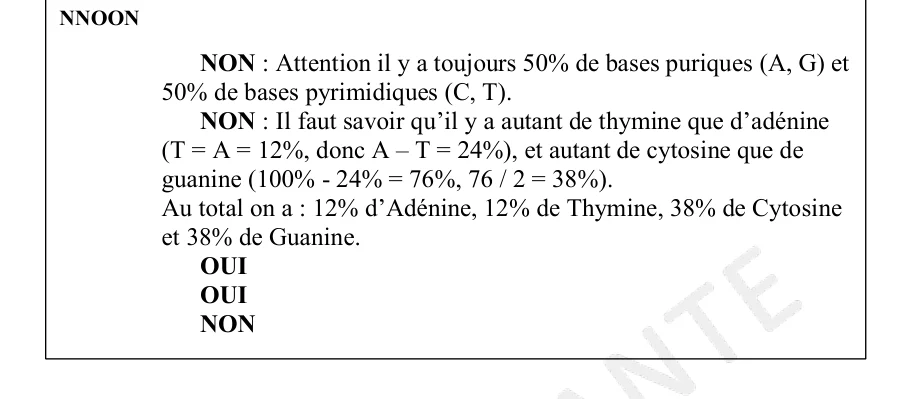 NNOON
NON : Attention il y a toujours 50% de bases puriques (A, G) et
50% de bases pyrimidiques (C, T).
NON : Il faut savoir qu’il y a autant de thymine que d’adénine
(T = A = 12%, donc A – T = 24%), et autant de cytosine que de
guanine (100% - 24% = 76%, 76 / 2 = 38%).
Au total on a : 12% d’Adénine, 12% de Thymine, 38% de Cytosine
et 38% de Guanine.
OUI
OUI
NON